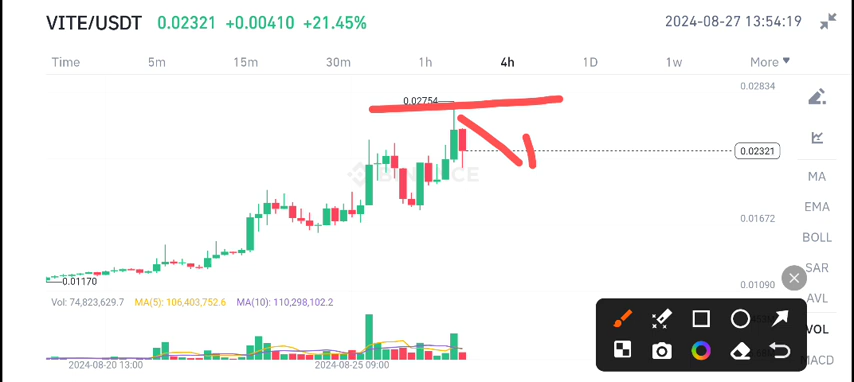 VITE/USDT 0.02321 +0.00410 +21.45% 2024-08-27 13:54:19
Time 5m 15m 30m 1h 4h 1D 1w More
0.02834
0.02754
0.02321
BINANCE
MA
EMA
0.01672
BOLL
SAR
0.01170
0.01090
AVL
Vol: 74,823,629.7 MA(5): 106,403,752.6 MA(10): 110,298,102.2
VOL
MACD
2024-08-20 13:00 2024-08-25 09:00